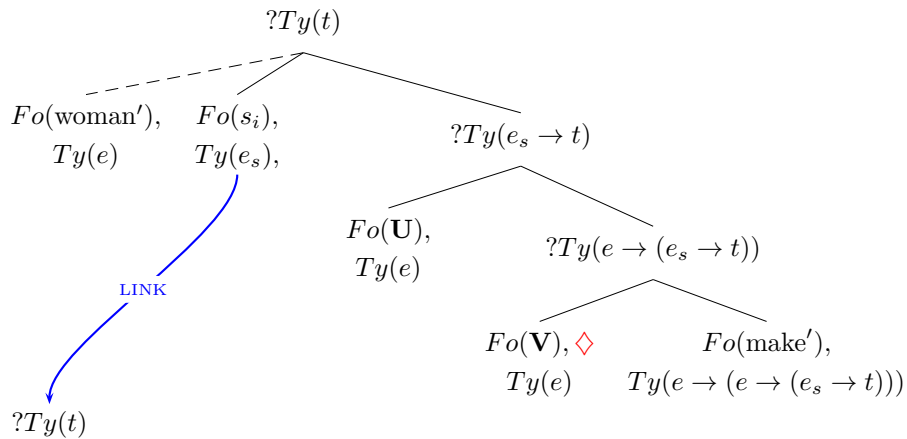 ?Ty(t)
Fo(woman′), Fo(s_i),
Ty(e) Ty(e_s),
?Ty(e_s → t)
Fo(U),
Ty(e)
?Ty(e → (e_s → t))
LINK
Fo(V), ♢ Fo(make′),
Ty(e) Ty(e → (e → (e_s → t)))
?Ty(t)